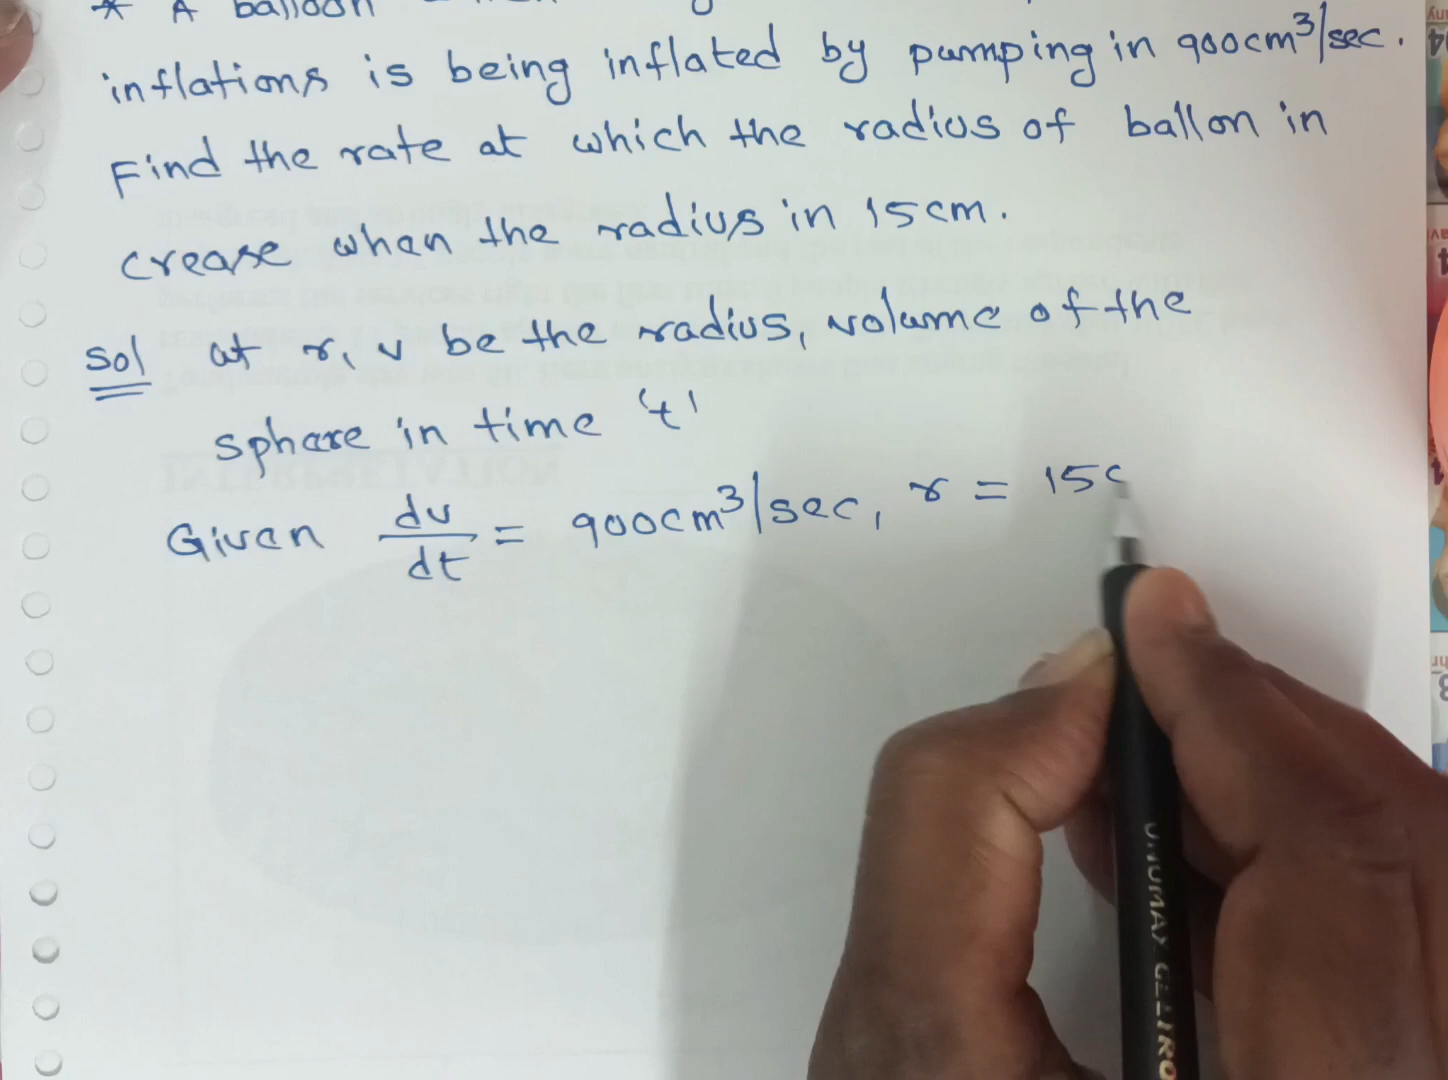 * A balloon
inflations is being inflated by pumping in 900cm³/sec.
Find the rate at which the radius of ballon in
crease when the radius in 15cm.
Sol at r, v be the radius, volume of the
sphere in time 't'
Given dv/dt = 900cm³/sec, r = 15c